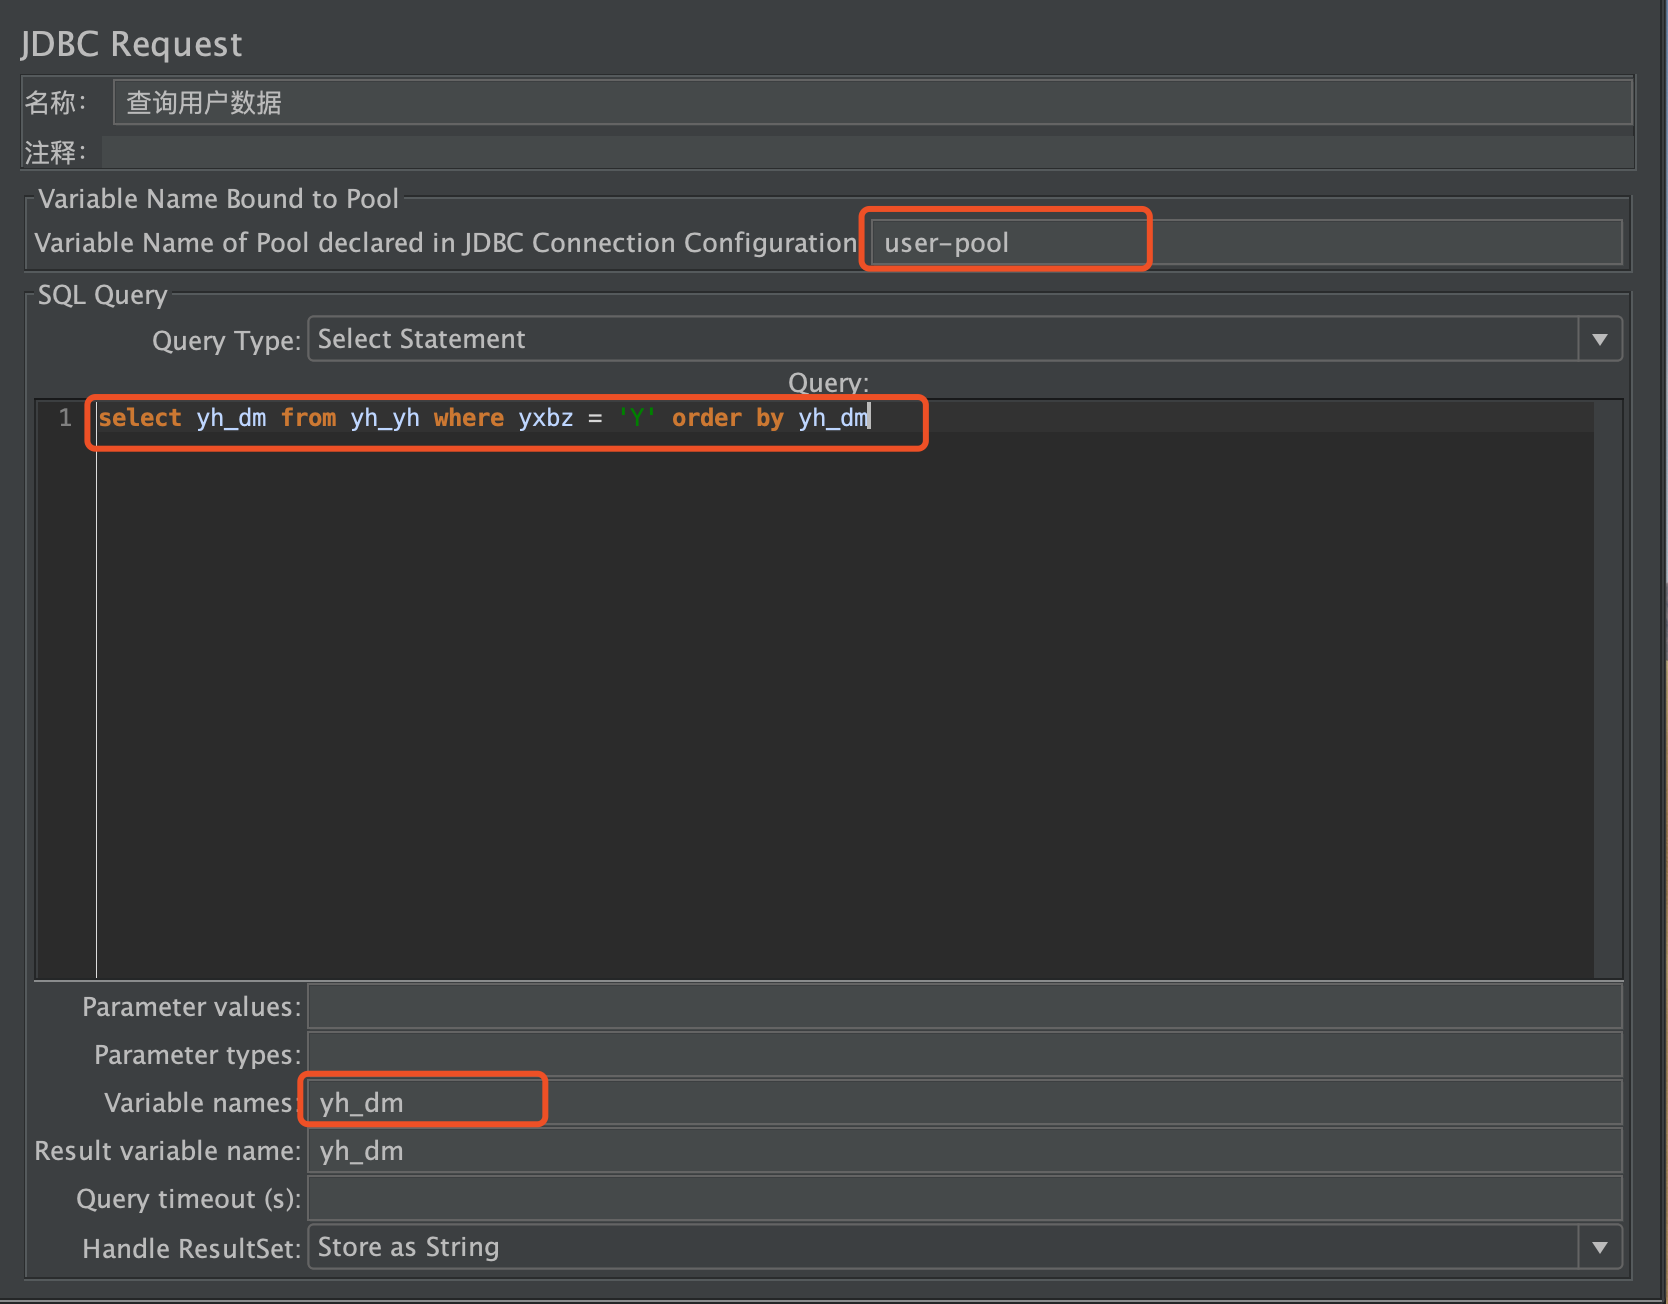 JDBC Request
名称： 查询用户数据
注释：
Variable Name Bound to Pool
Variable Name of Pool declared in JDBC Connection Configuration user-pool
SQL Query
Query Type: Select Statement
Query:
1 select yh_dm from yh_yh where yxbz = 'Y' order by yh_dm
Parameter values:
Parameter types:
Variable names: yh_dm
Result variable name: yh_dm
Query timeout (s):
Handle ResultSet: Store as String